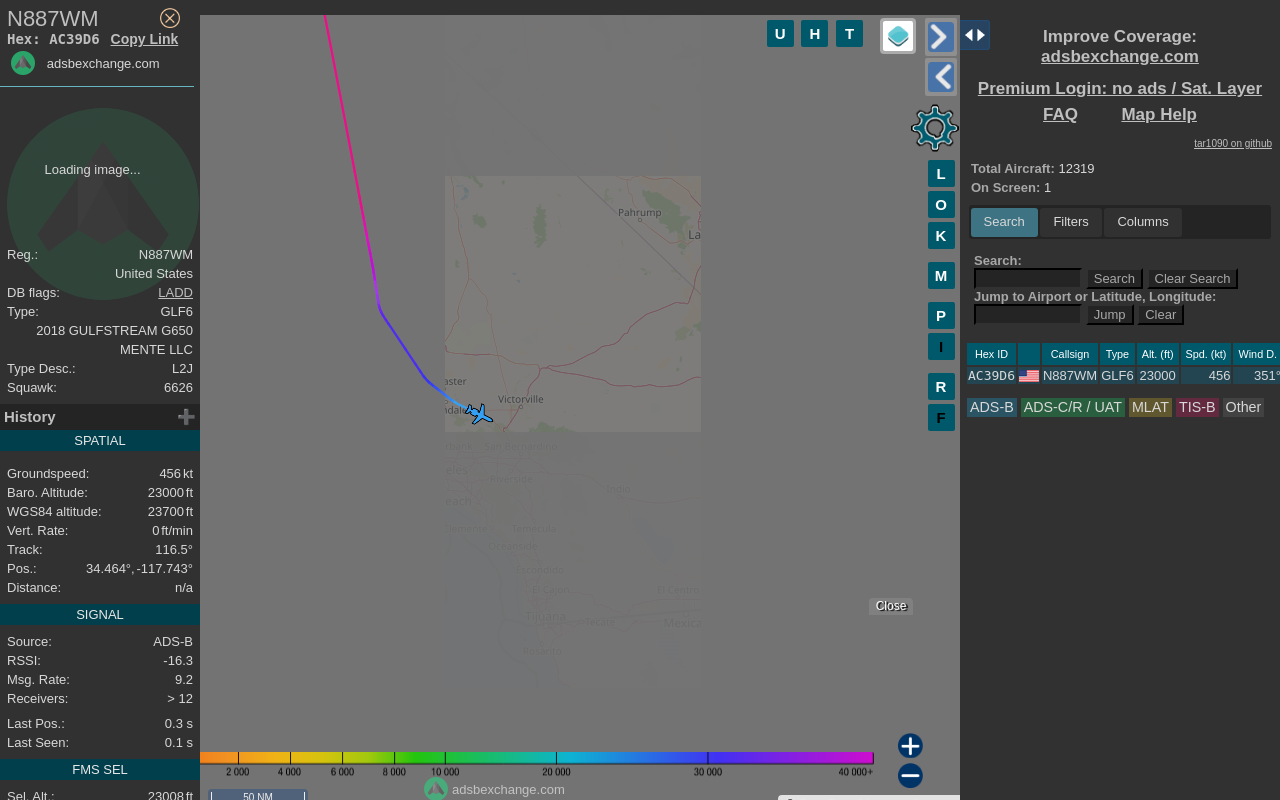 N887WM
Hex: AC39D6 Copy Link
adsbexchange.com
Loading image...
Reg.: N887WM
United States
DB flags: LADD
Type: GLF6
2018 GULFSTREAM G650
MENTE LLC
Type Desc.: L2J
Squawk: 6626
History
SPATIAL
Groundspeed: 456 kt
Baro. Altitude: 23000 ft
WGS84 altitude: 23700 ft
Vert. Rate: 0 ft/min
Track: 116.5°
Pos.: 34.464°, -117.743°
Distance: n/a
SIGNAL
Source: ADS-B
RSSI: -16.3
Msg. Rate: 9.2
Receivers: > 12
Last Pos.: 0.3 s
Last Seen: 0.1 s
FMS SEL
Sel. Alt.: 23008 ft
U H T
L
O
K
M
P
I
R
F
Pahrump
La
aster
Victorville
Tijuana
Mexica
Close
2 000 4 000 6 000 8 000 10 000 20 000 30 000 40 000+
adsbexchange.com
50 NM
Improve Coverage:
adsbexchange.com
Premium Login: no ads / Sat. Layer
FAQ Map Help
tar1090 on github
Total Aircraft: 12319
On Screen: 1
Search Filters Columns
Search:
Search Clear Search
Jump to Airport or Latitude, Longitude:
Jump Clear
Hex ID Callsign Type Alt. (ft) Spd. (kt) Wind D.
AC39D6 N887WM GLF6 23000 456 351°
ADS-B ADS-C/R / UAT MLAT TIS-B Other